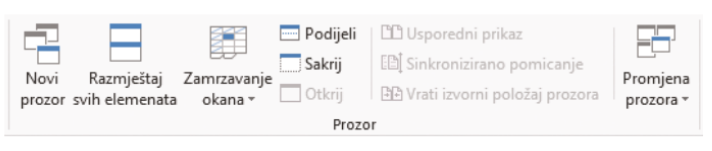 Novi
prozor
Razmještaj
svih elemenata
Zamrzavanje
okana
Podijeli
Sakrij
Otkrij
Usporedni prikaz
Sinkronizirano pomicanje
Vrati izvorni položaj prozora
Promjena
prozora
Prozor